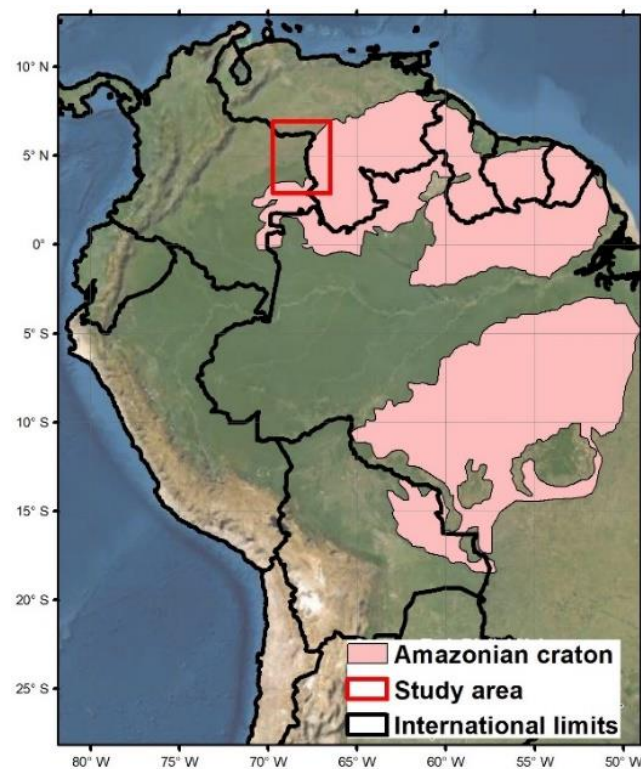 10° N
5° N
0°
5° S
10° S
15° S
20° S
25° S
Amazonian craton
Study area
International limits
80° W 75° W 70° W 65° W 60° W 55° W 50° W